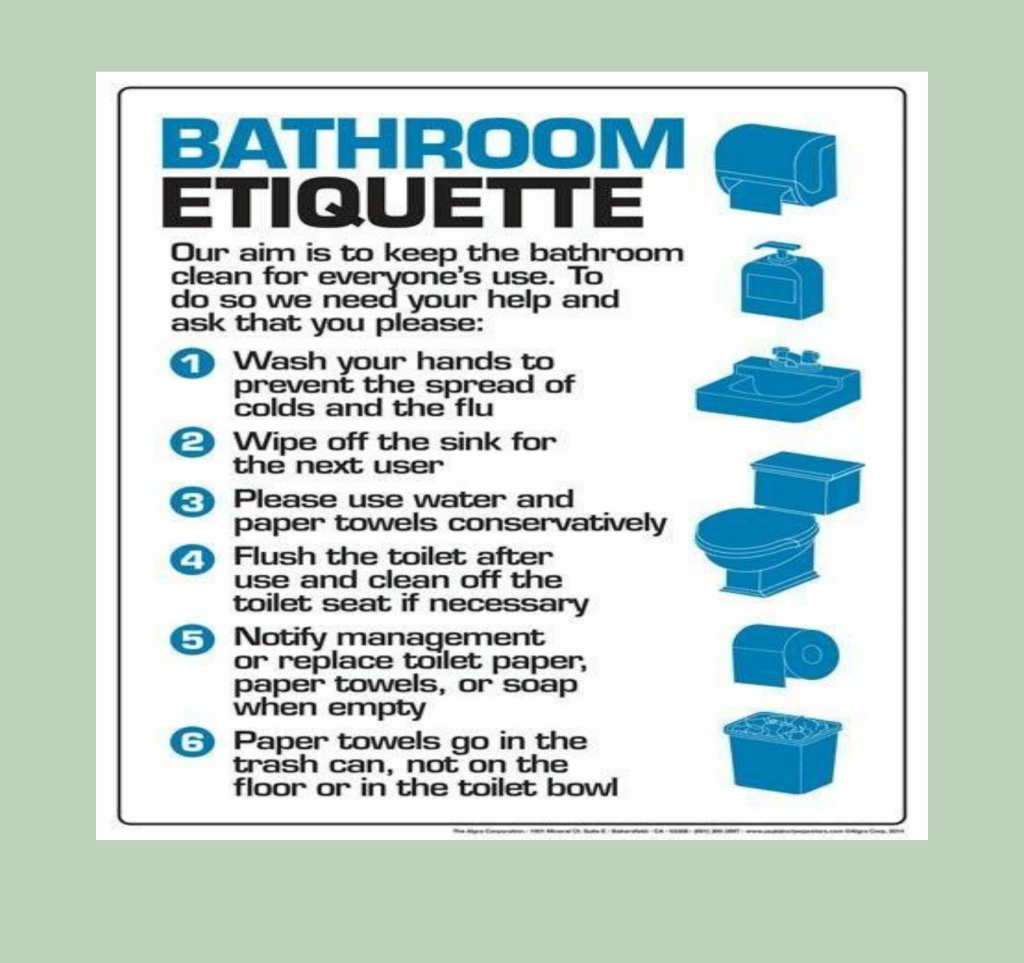 BATHROOM
ETIQUETTE
Our aim is to keep the bathroom
clean for everyone's use. To
do so we need your help and
ask that you please:
1 Wash your hands to
prevent the spread of
colds and the flu
2 Wipe off the sink for
the next user
3 Please use water and
paper towels conservatively
4 Flush the toilet after
use and clean off the
toilet seat if necessary
5 Notify management
or replace toilet paper,
paper towels, or soap
when empty
6 Paper towels go in the
trash can, not on the
floor or in the toilet bowl
The Algra Corporation